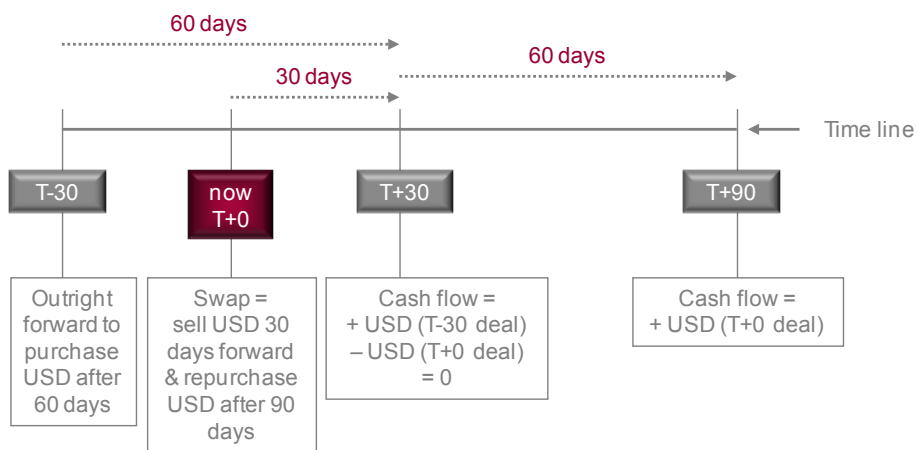 60 days
60 days
30 days
Time line
T-30
now
T+0
T+30
T+90
Outright
forward to
purchase
USD after
60 days
Swap =
sell USD 30
days forward
& repurchase
USD after 90
days
Cash flow =
+ USD (T-30 deal)
– USD (T+0 deal)
= 0
Cash flow =
+ USD (T+0 deal)